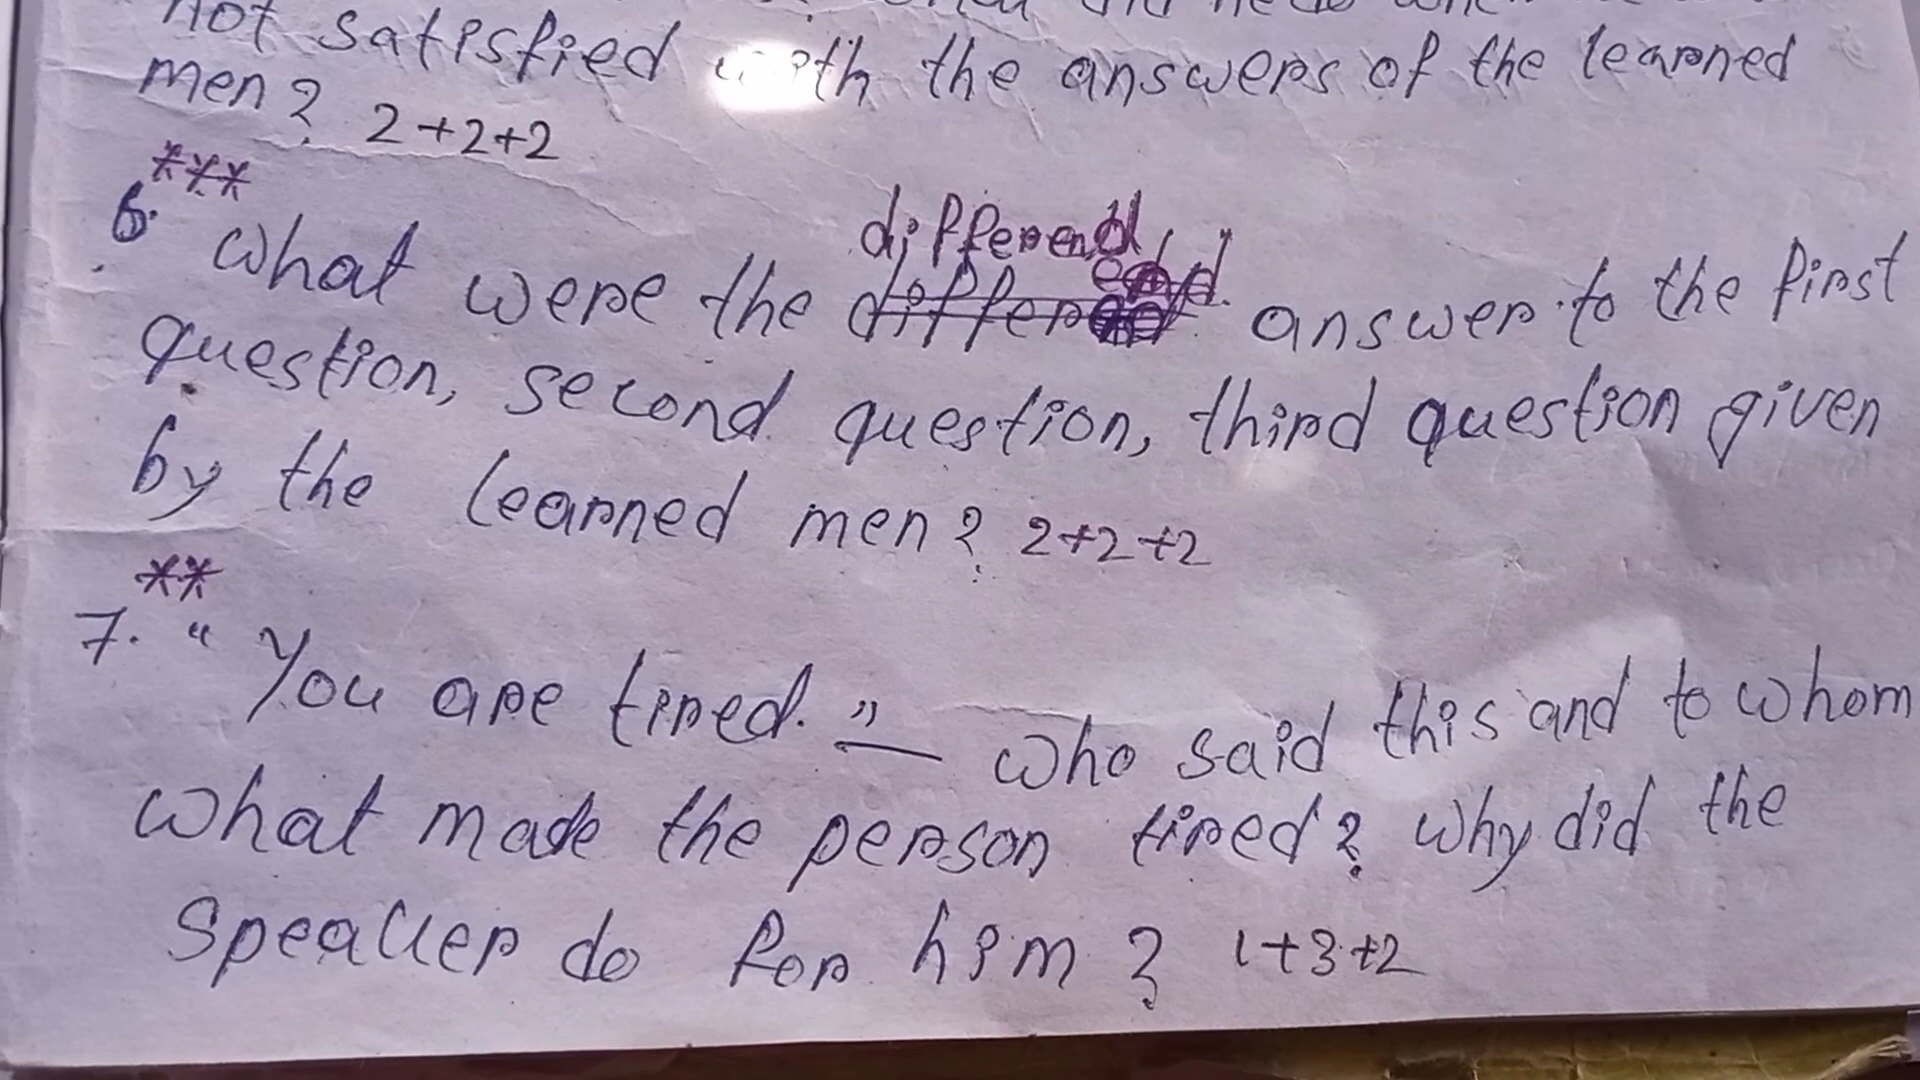 not satisfied with the answers of the learned
men? 2+2+2
***
6. What were the different answer to the first
question, second question, third question given
by the learned men? 2+2+2
**
7. "You are tired." — who said this and to whom
what made the person tired? why did the
speaker do for him? 1+3+2